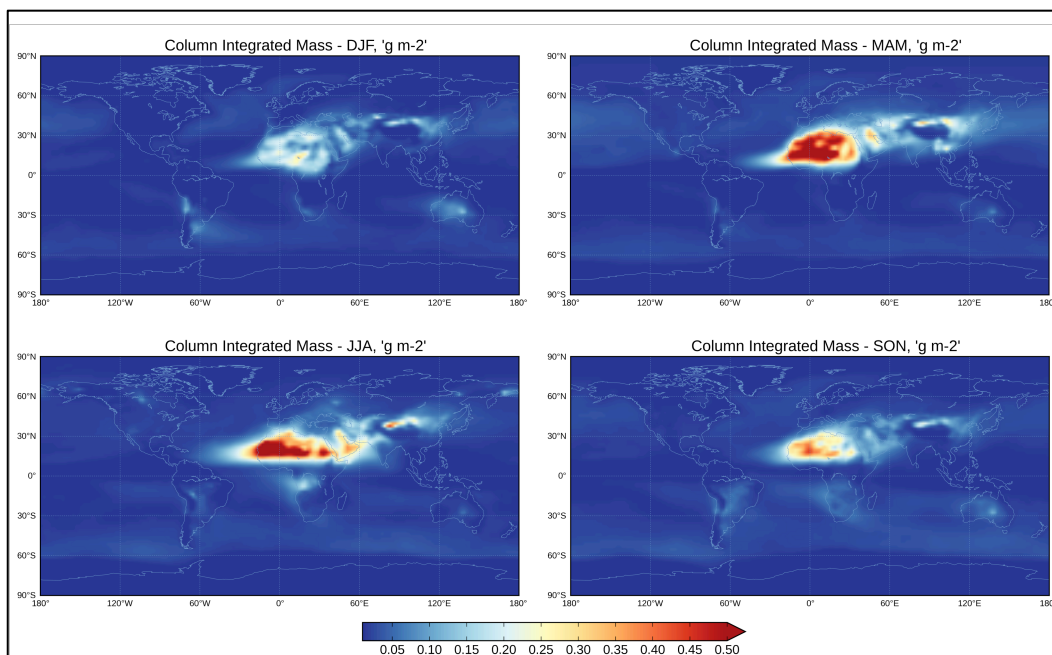 Column Integrated Mass - DJF, 'g m-2'
90°N
60°N
30°N
0°
30°S
60°S
90°S
180° 120°W 60°W 0° 60°E 120°E 180°
Column Integrated Mass - MAM, 'g m-2'
90°N
60°N
30°N
0°
30°S
60°S
90°S
180° 120°W 60°W 0° 60°E 120°E 180°
Column Integrated Mass - JJA, 'g m-2'
90°N
60°N
30°N
0°
30°S
60°S
90°S
180° 120°W 60°W 0° 60°E 120°E 180°
Column Integrated Mass - SON, 'g m-2'
90°N
60°N
30°N
0°
30°S
60°S
90°S
180° 120°W 60°W 0° 60°E 120°E 180°
0.05 0.10 0.15 0.20 0.25 0.30 0.35 0.40 0.45 0.50